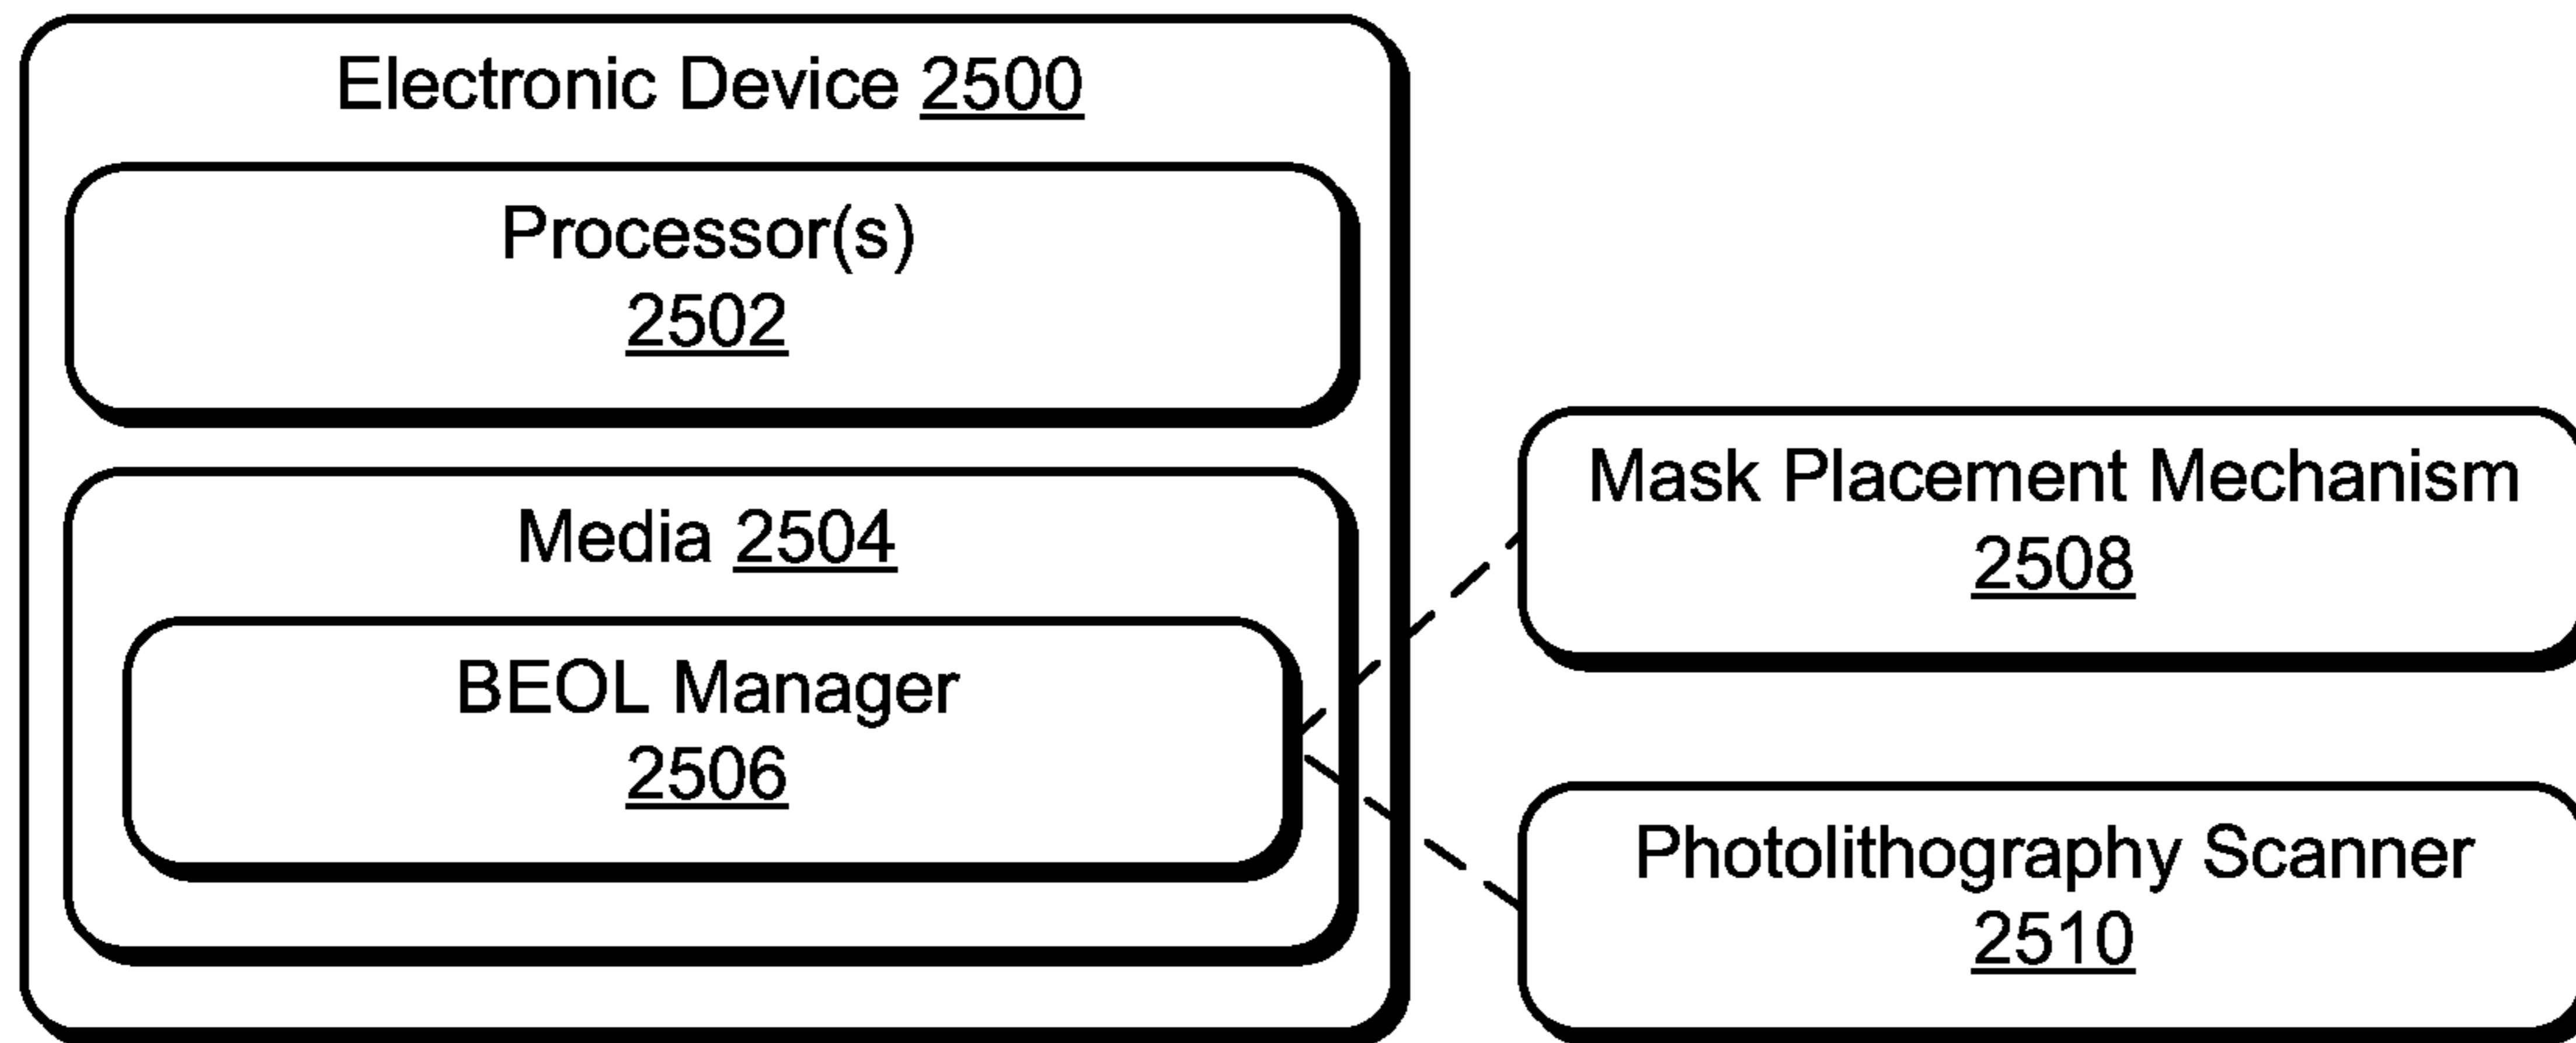 Electronic Device 2500
Processor(s)
2502
Media 2504
BEOL Manager
2506
Mask Placement Mechanism
2508
Photolithography Scanner
2510